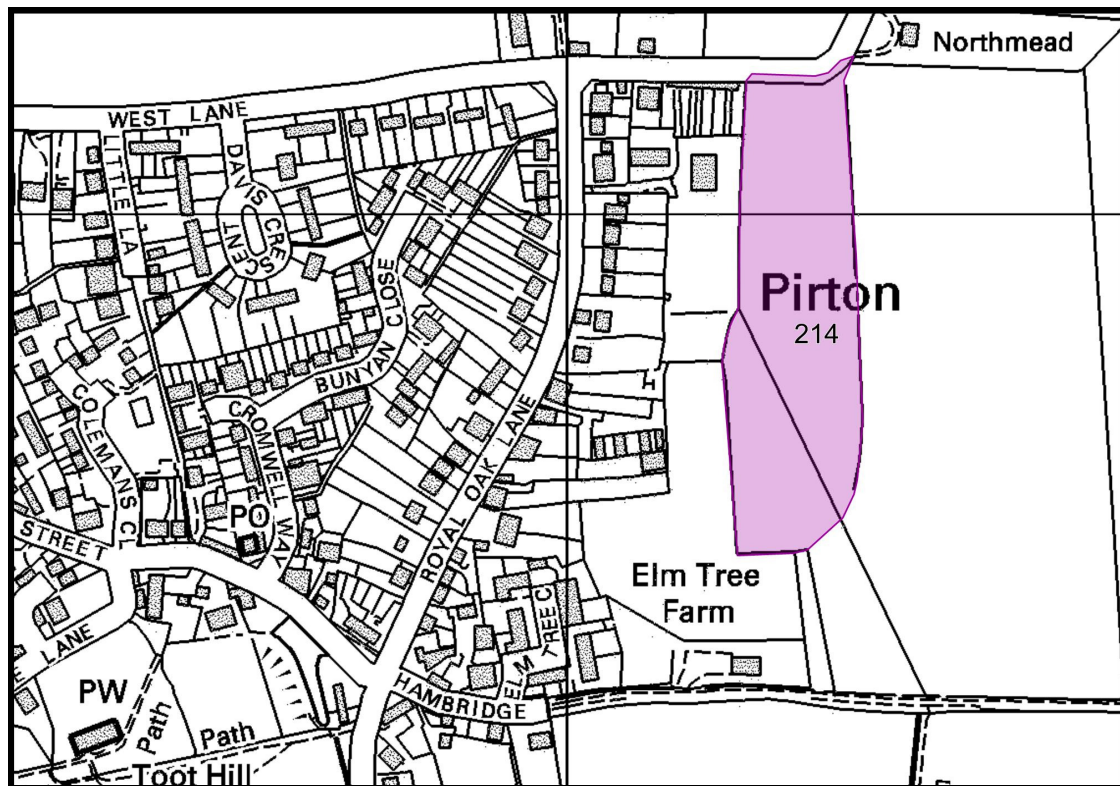 Northmead
WEST LANE
LITTLE LA
DAVIS CRESCENT
Pirton
214
BUNYAN CLOSE
COLEMANS CL
CROMWELL WAY
ROYAL OAK LANE
PO
STREET
Elm Tree
Farm
ELM TREE C
E LANE
HAMBRIDGE
PW
Path
Path
Toot Hill
H